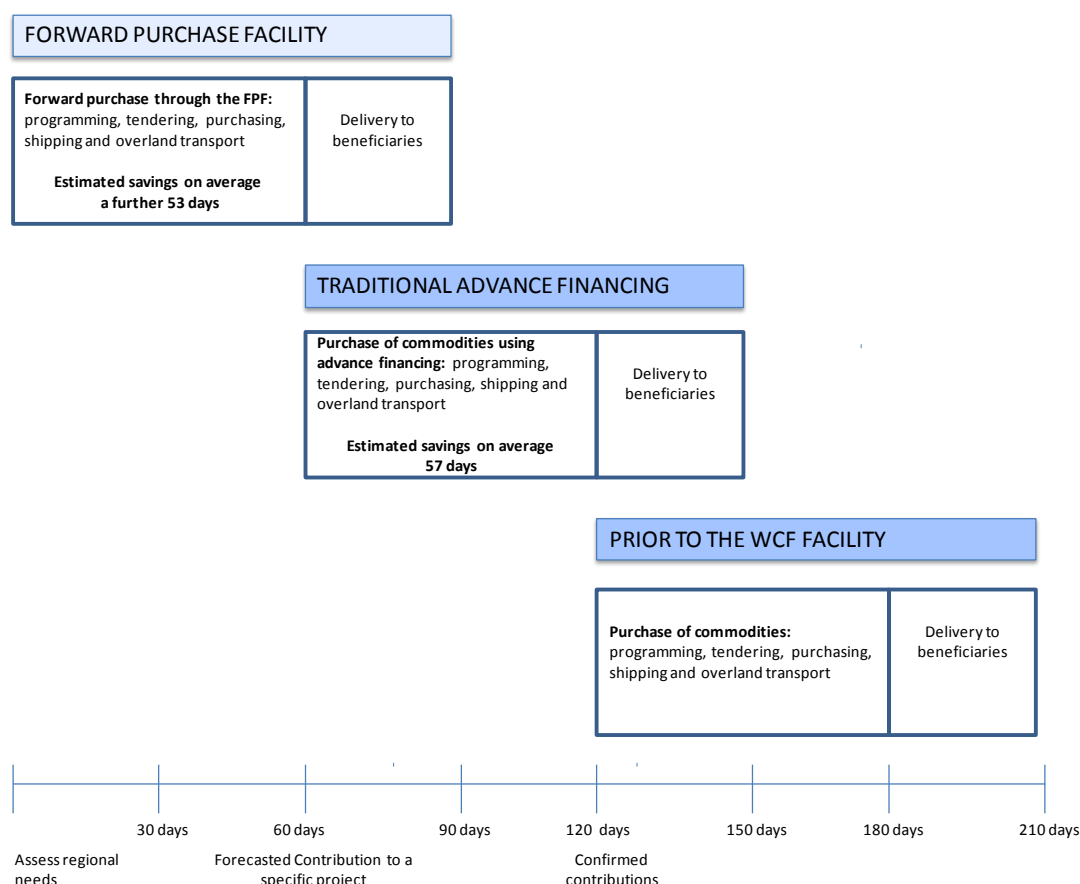 FORWARD PURCHASE FACILITY
Forward purchase through the FPF:
programming, tendering, purchasing,
shipping and overland transport
Estimated savings on average
a further 53 days
Delivery to
beneficiaries
TRADITIONAL ADVANCE FINANCING
Purchase of commodities using
advance financing: programming,
tendering, purchasing, shipping and
overland transport
Estimated savings on average
57 days
Delivery to
beneficiaries
PRIOR TO THE WCF FACILITY
Purchase of commodities:
programming, tendering, purchasing,
shipping and overland transport
Delivery to
beneficiaries
30 days
60 days
90 days
120 days
150 days
180 days
210 days
Assess regional
needs
Forecasted Contribution to a
specific project
Confirmed
contributions